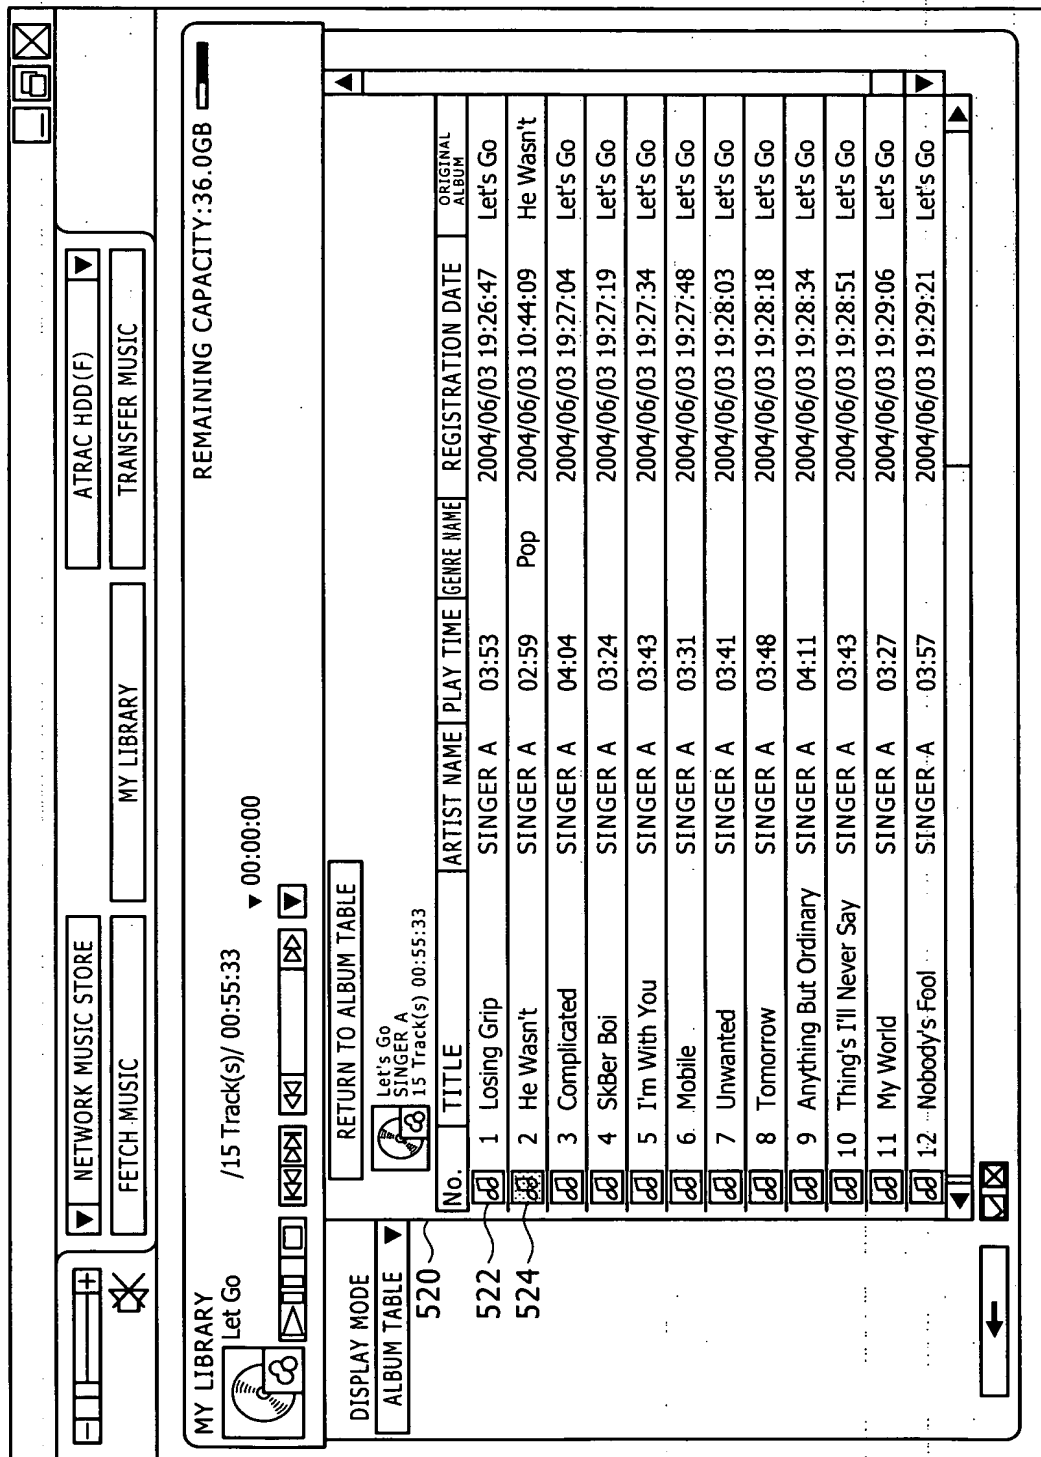 NETWORK MUSIC STORE
ATRAC HDD(F)
FETCH MUSIC
MY LIBRARY
TRANSFER MUSIC
MY LIBRARY
REMAINING CAPACITY:36.0GB
Let Go
/15 Track(s)/ 00:55:33
00:00:00
DISPLAY MODE
ALBUM TABLE
RETURN TO ALBUM TABLE
Let's Go
SINGER A
15 Track(s) 00:55:33
520
No. TITLE ARTIST NAME PLAY TIME GENRE NAME REGISTRATION DATE ORIGINAL ALBUM
522 1 Losing Grip SINGER A 03:53 2004/06/03 19:26:47 Let's Go
524 2 He Wasn't SINGER A 02:59 Pop 2004/06/03 10:44:09 He Wasn't
3 Complicated SINGER A 04:04 2004/06/03 19:27:04 Let's Go
4 Sk8er Boi SINGER A 03:24 2004/06/03 19:27:19 Let's Go
5 I'm With You SINGER A 03:43 2004/06/03 19:27:34 Let's Go
6 Mobile SINGER A 03:31 2004/06/03 19:27:48 Let's Go
7 Unwanted SINGER A 03:41 2004/06/03 19:28:03 Let's Go
8 Tomorrow SINGER A 03:48 2004/06/03 19:28:18 Let's Go
9 Anything But Ordinary SINGER A 04:11 2004/06/03 19:28:34 Let's Go
10 Thing's I'll Never Say SINGER A 03:43 2004/06/03 19:28:51 Let's Go
11 My World SINGER A 03:27 2004/06/03 19:29:06 Let's Go
12 Nobody's Fool SINGER A 03:57 2004/06/03 19:29:21 Let's Go